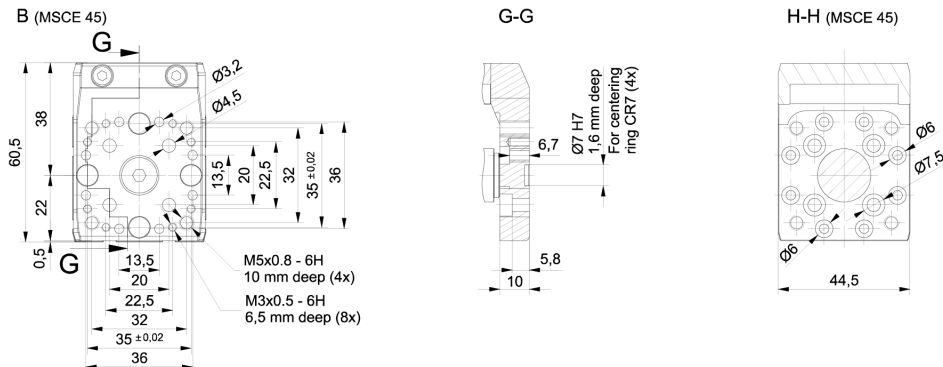 B (MSCE 45)
G
Ø3,2
Ø4,5
38
60,5
22
0,5
G
13,5
20
22,5
32
35 ±0,02
36
M5x0.8 - 6H
10 mm deep (4x)
M3x0.5 - 6H
6,5 mm deep (8x)
13,5
20
22,5
32
35 ±0,02
36
G-G
Ø7 H7
1,6 mm deep
For centering
ring CR7 (4x)
6,7
5,8
10
H-H (MSCE 45)
Ø6
Ø7,5
Ø6
44,5